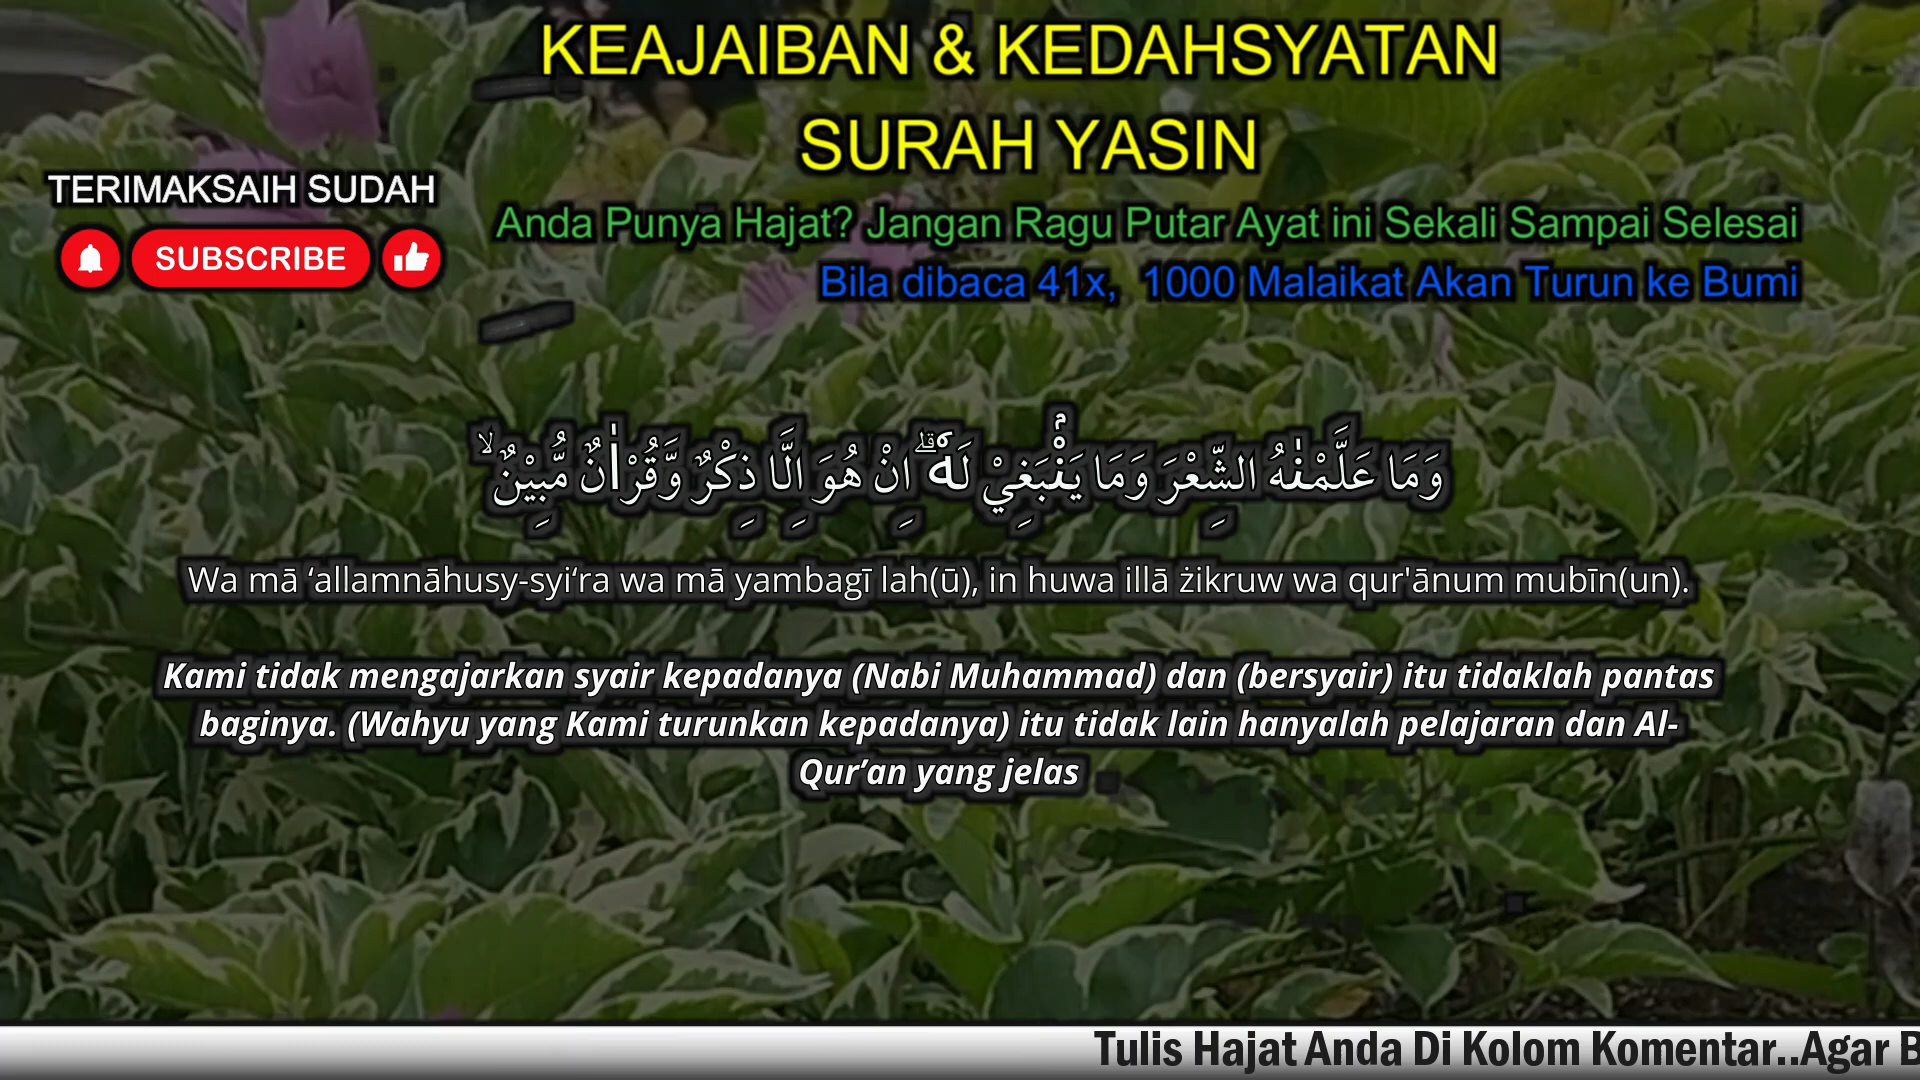 KEAJAIBAN & KEDAHSYATAN
SURAH YASIN
TERIMAKSAIH SUDAH
SUBSCRIBE
Anda Punya Hajat? Jangan Ragu Putar Ayat ini Sekali Sampai Selesai
Bila dibaca 41x, 1000 Malaikat Akan Turun ke Bumi
وَمَا عَلَّمْنٰهُ الشِّعْرَ وَمَا يَنْۢبَغِيْ لَهٗ ۗاِنْ هُوَ اِلَّا ذِكْرٌ وَّقُرْاٰنٌ مُّبِيْنٌ ۙ
Wa mā ‘allamnāhusy-syi‘ra wa mā yambagī lah(ū), in huwa illā żikruw wa qur'ānum mubīn(un).
Kami tidak mengajarkan syair kepadanya (Nabi Muhammad) dan (bersyair) itu tidaklah pantas
baginya. (Wahyu yang Kami turunkan kepadanya) itu tidak lain hanyalah pelajaran dan Al-
Qur’an yang jelas
Tulis Hajat Anda Di Kolom Komentar..Agar B